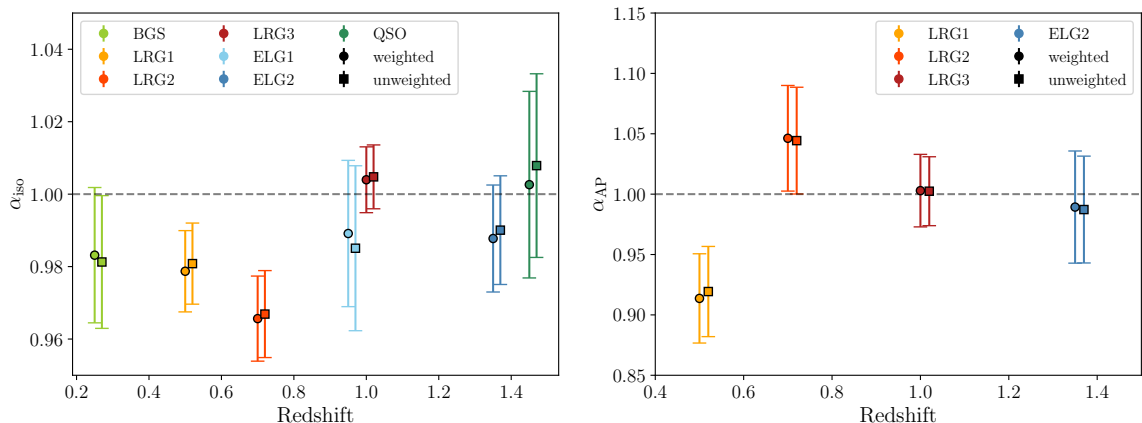 BGS
LRG1
LRG2
LRG3
ELG1
ELG2
QSO
weighted
unweighted
1.04
1.02
1.00
0.98
0.96
α_iso
0.2 0.4 0.6 0.8 1.0 1.2 1.4
Redshift
LRG1
LRG2
LRG3
ELG2
weighted
unweighted
1.15
1.10
1.05
1.00
0.95
0.90
0.85
α_AP
0.4 0.6 0.8 1.0 1.2 1.4
Redshift